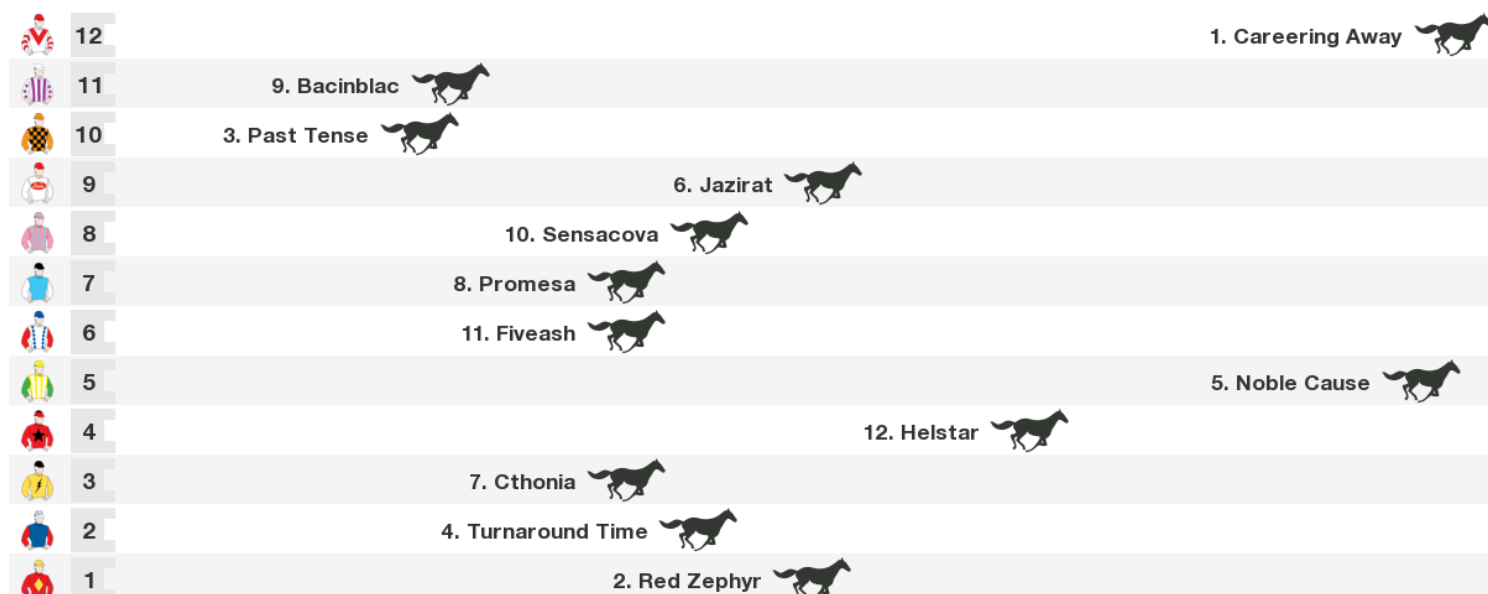 12 1. Careering Away
11 9. Bacinblac
10 3. Past Tense
9 6. Jazirat
8 10. Sensacova
7 8. Promesa
6 11. Fiveash
5 5. Noble Cause
4 12. Helstar
3 7. Cthonia
2 4. Turnaround Time
1 2. Red Zephyr